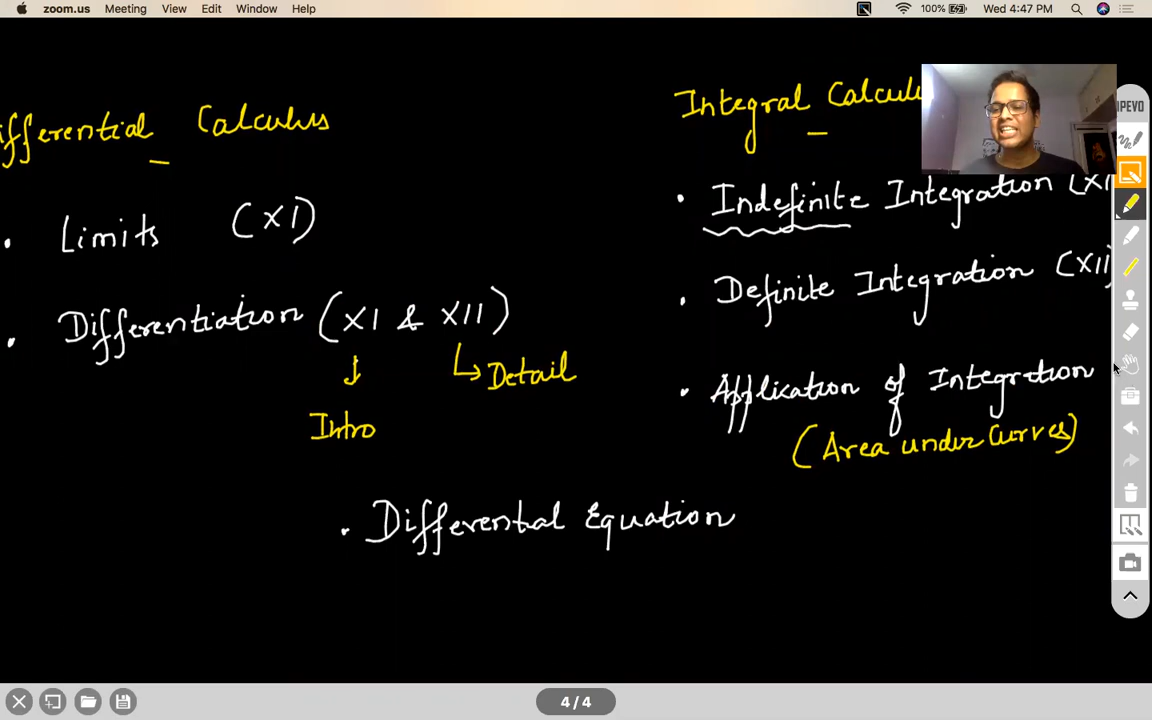 zoom.us Meeting View Edit Window Help 100% Wed 4:47 PM
ifferential Calculus
Integral Calculu
IPEVO
. Limits (XI)
. Indefinite Integration (XI
. Differentiation (XI & XII)
. Definite Integration (XII
Detail
Intro
. Application of Integration
(Area under Curves)
. Differental Equation
4/4